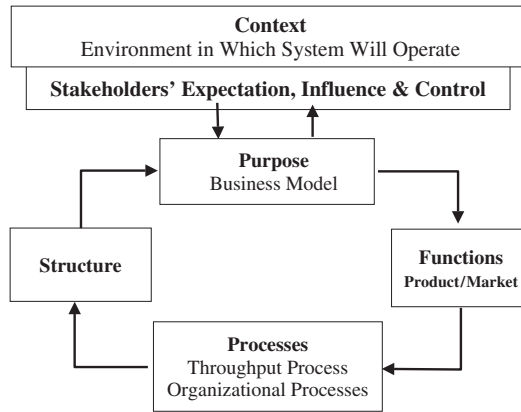 Context
Environment in Which System Will Operate
Stakeholders' Expectation, Influence & Control
Purpose
Business Model
Structure
Functions
Product/Market
Processes
Throughput Process
Organizational Processes